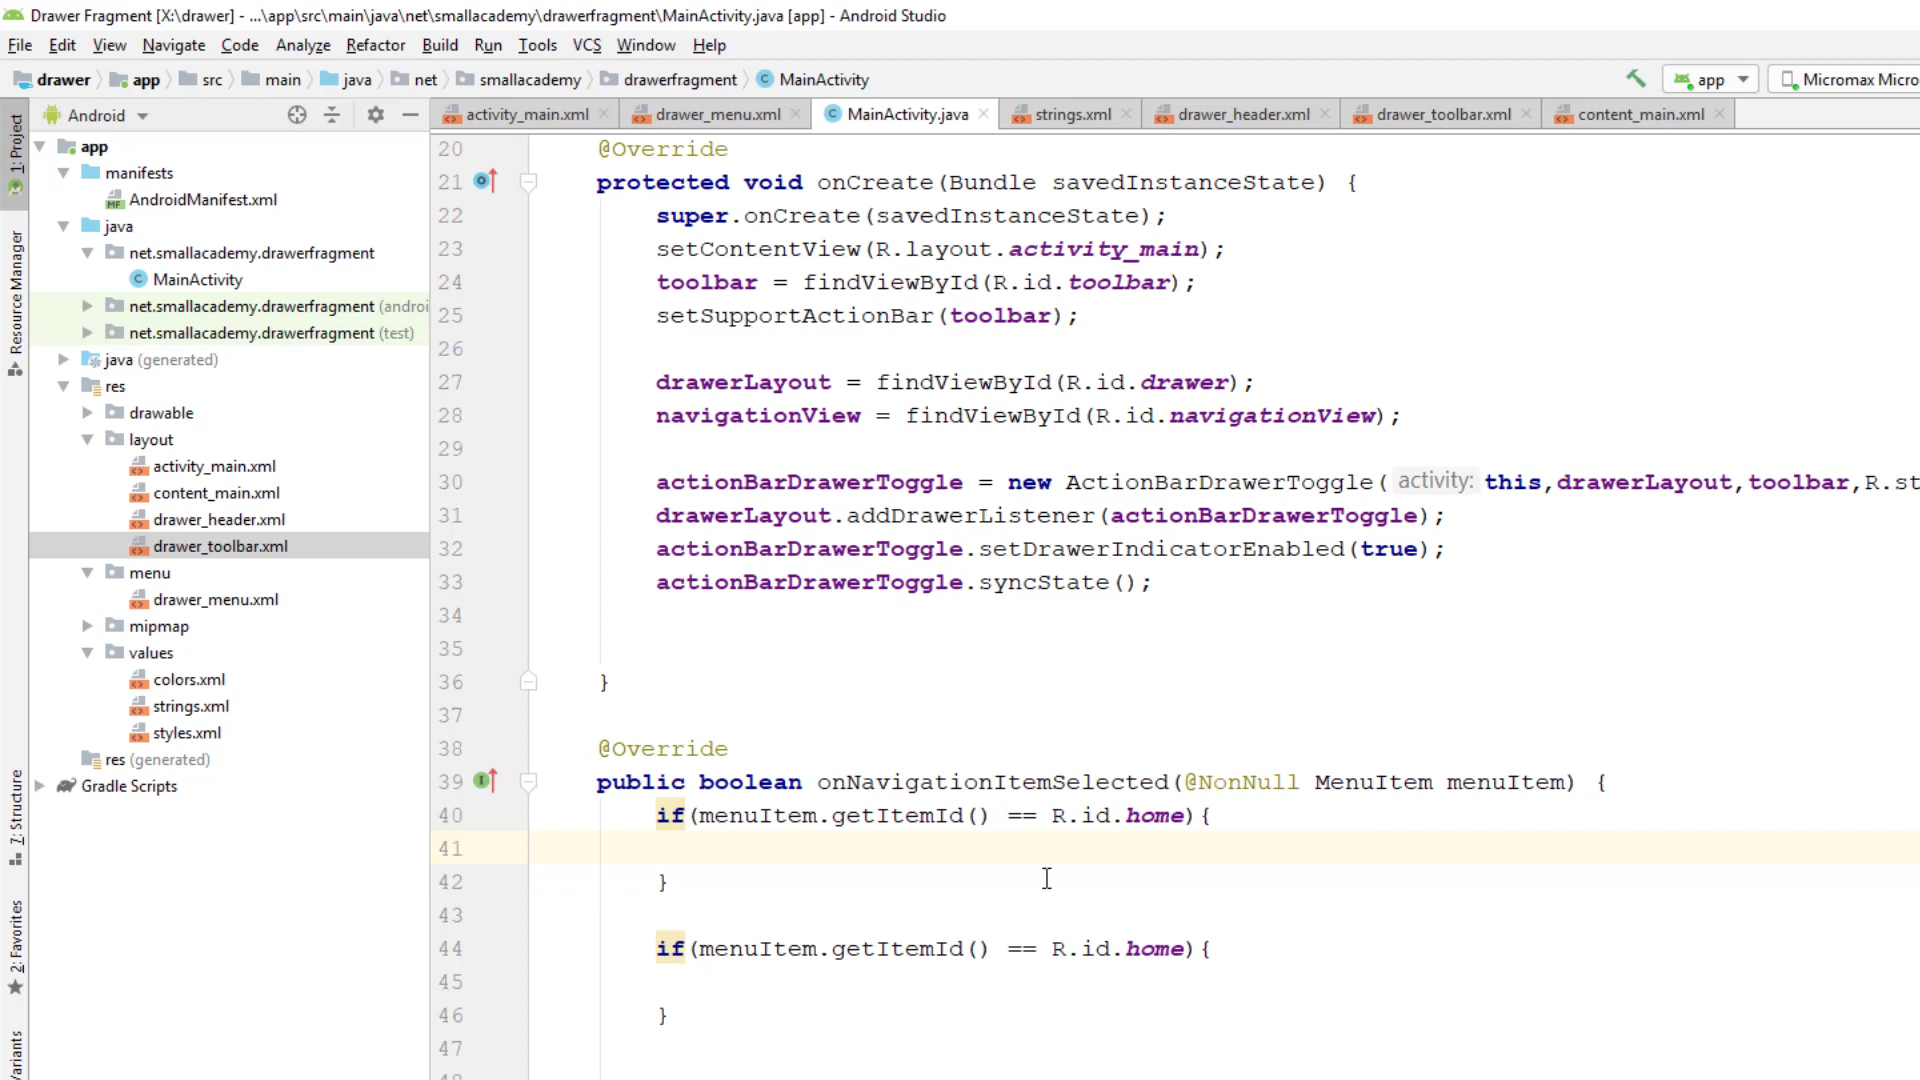 Drawer Fragment [X:\drawer] - ...\app\src\main\java\net\smallacademy\drawerfragment\MainActivity.java [app] - Android Studio
File Edit View Navigate Code Analyze Refactor Build Run Tools VCS Window Help
drawer app src main java net smallacademy drawerfragment MainActivity app Micromax Micro
Android activity_main.xml drawer_menu.xml MainActivity.java strings.xml drawer_header.xml drawer_toolbar.xml content_main.xml
1: Project
Resource Manager
7: Structure
2: Favorites
app
manifests
AndroidManifest.xml
java
net.smallacademy.drawerfragment
MainActivity
net.smallacademy.drawerfragment (androi
net.smallacademy.drawerfragment (test)
java (generated)
res
drawable
layout
activity_main.xml
content_main.xml
drawer_header.xml
drawer_toolbar.xml
menu
drawer_menu.xml
mipmap
values
colors.xml
strings.xml
styles.xml
res (generated)
Gradle Scripts
20 @Override
21 protected void onCreate(Bundle savedInstanceState) {
22 super.onCreate(savedInstanceState);
23 setContentView(R.layout.activity_main);
24 toolbar = findViewById(R.id.toolbar);
25 setSupportActionBar(toolbar);
26
27 drawerLayout = findViewById(R.id.drawer);
28 navigationView = findViewById(R.id.navigationView);
29
30 actionBarDrawerToggle = new ActionBarDrawerToggle( activity: this,drawerLayout,toolbar,R.st
31 drawerLayout.addDrawerListener(actionBarDrawerToggle);
32 actionBarDrawerToggle.setDrawerIndicatorEnabled(true);
33 actionBarDrawerToggle.syncState();
34
35
36 }
37
38 @Override
39 public boolean onNavigationItemSelected(@NonNull MenuItem menuItem) {
40 if(menuItem.getItemId() == R.id.home){
41
42 }
43
44 if(menuItem.getItemId() == R.id.home){
45
46 }
47